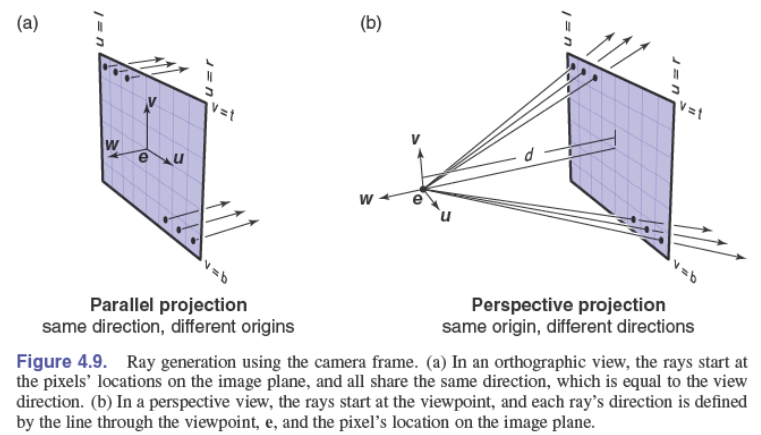 (a)
u = l
u = r
v = t
v
w
e
u
v = b
Parallel projection
same direction, different origins
(b)
u = l
u = r
v = t
v
d
w
e
u
v = b
Perspective projection
same origin, different directions
Figure 4.9. Ray generation using the camera frame. (a) In an orthographic view, the rays start at
the pixels’ locations on the image plane, and all share the same direction, which is equal to the view
direction. (b) In a perspective view, the rays start at the viewpoint, and each ray’s direction is defined
by the line through the viewpoint, e, and the pixel’s location on the image plane.